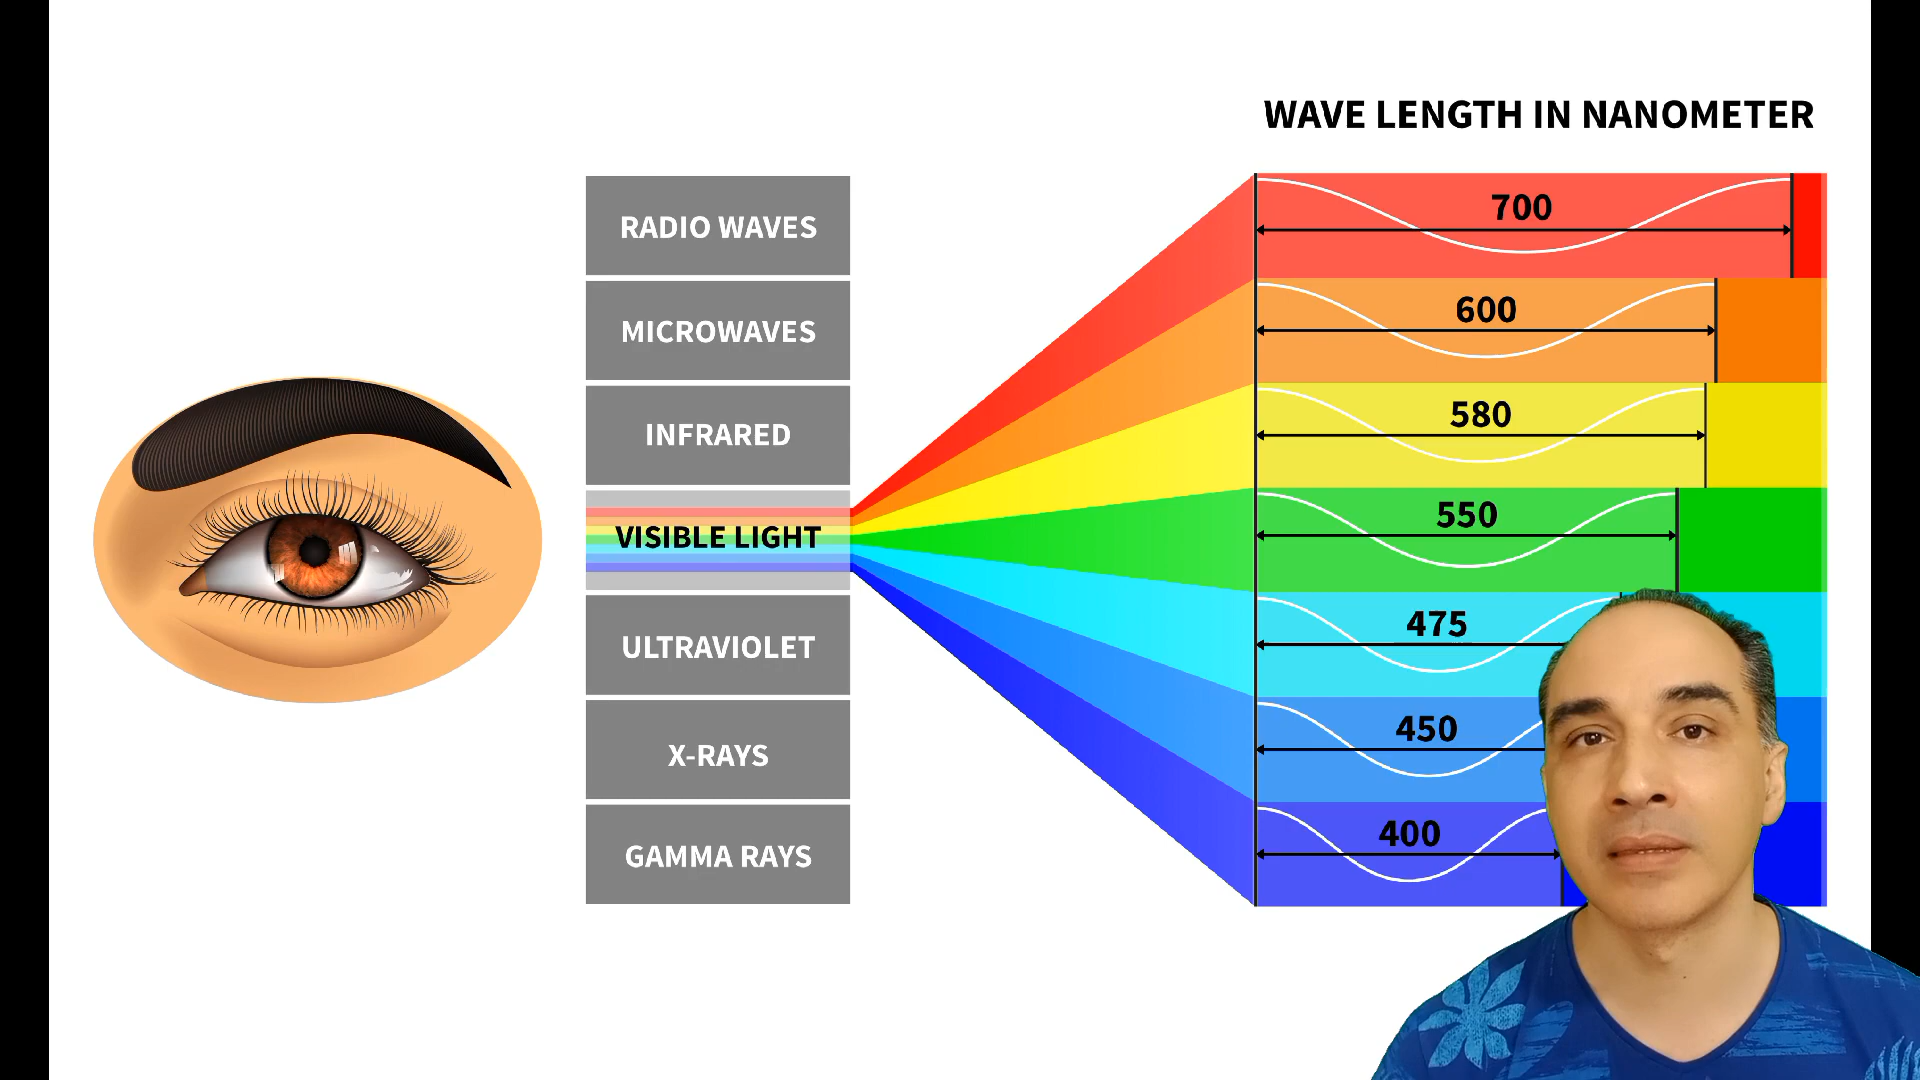 WAVE LENGTH IN NANOMETER
RADIO WAVES
MICROWAVES
INFRARED
VISIBLE LIGHT
ULTRAVIOLET
X-RAYS
GAMMA RAYS
700
600
580
550
475
450
400